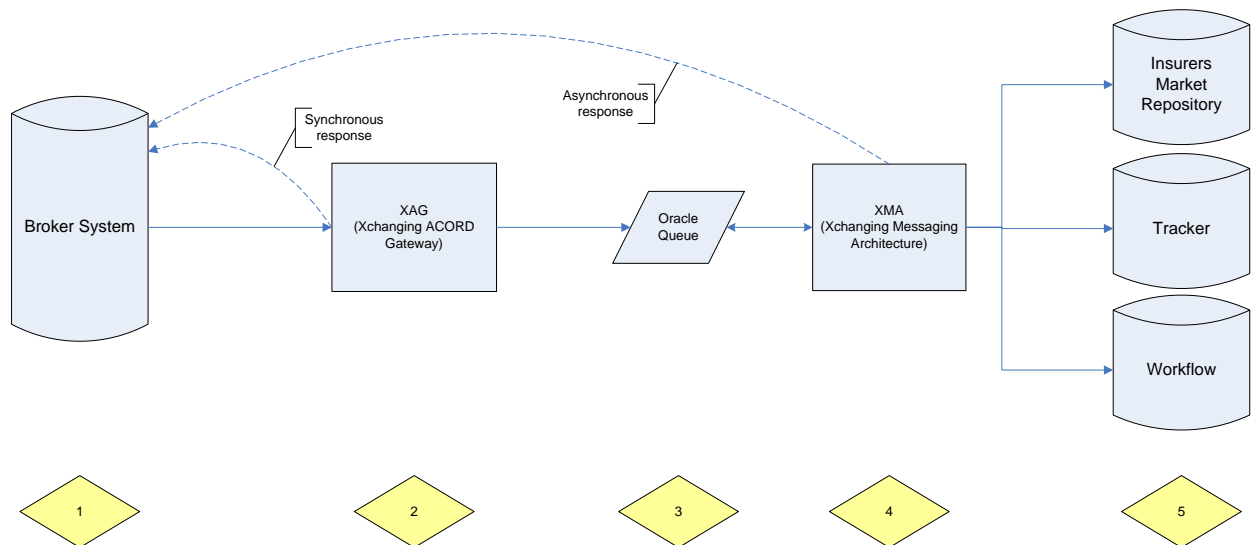 Insurers
Market
Repository
Asynchronous
response
Synchronous
response
Broker System
XAG
(Xchanging ACORD
Gateway)
Oracle
Queue
XMA
(Xchanging Messaging
Architecture)
Tracker
Workflow
1
2
3
4
5